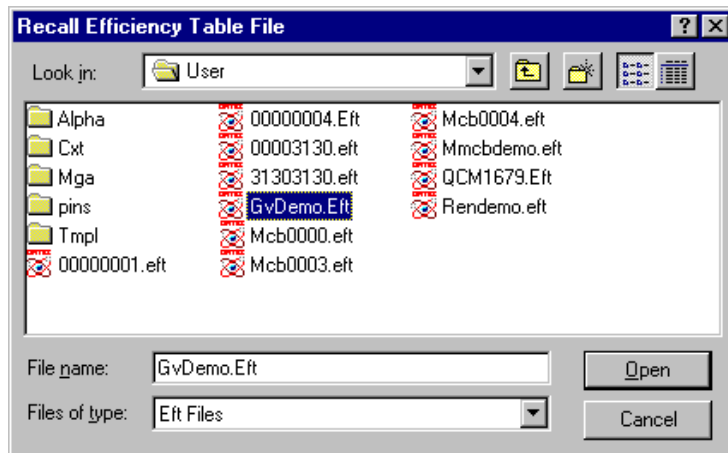 Recall Efficiency Table File
Look in: User
Alpha 00000004.Eft Mcb0004.eft
Cxt 00003130.eft Mmcbdemo.eft
Mga 31303130.eft QCM1679.Eft
pins GvDemo.Eft Rendemo.eft
Tmpl Mcb0000.eft
00000001.eft Mcb0003.eft
File name: GvDemo.Eft Open
Files of type: Eft Files Cancel